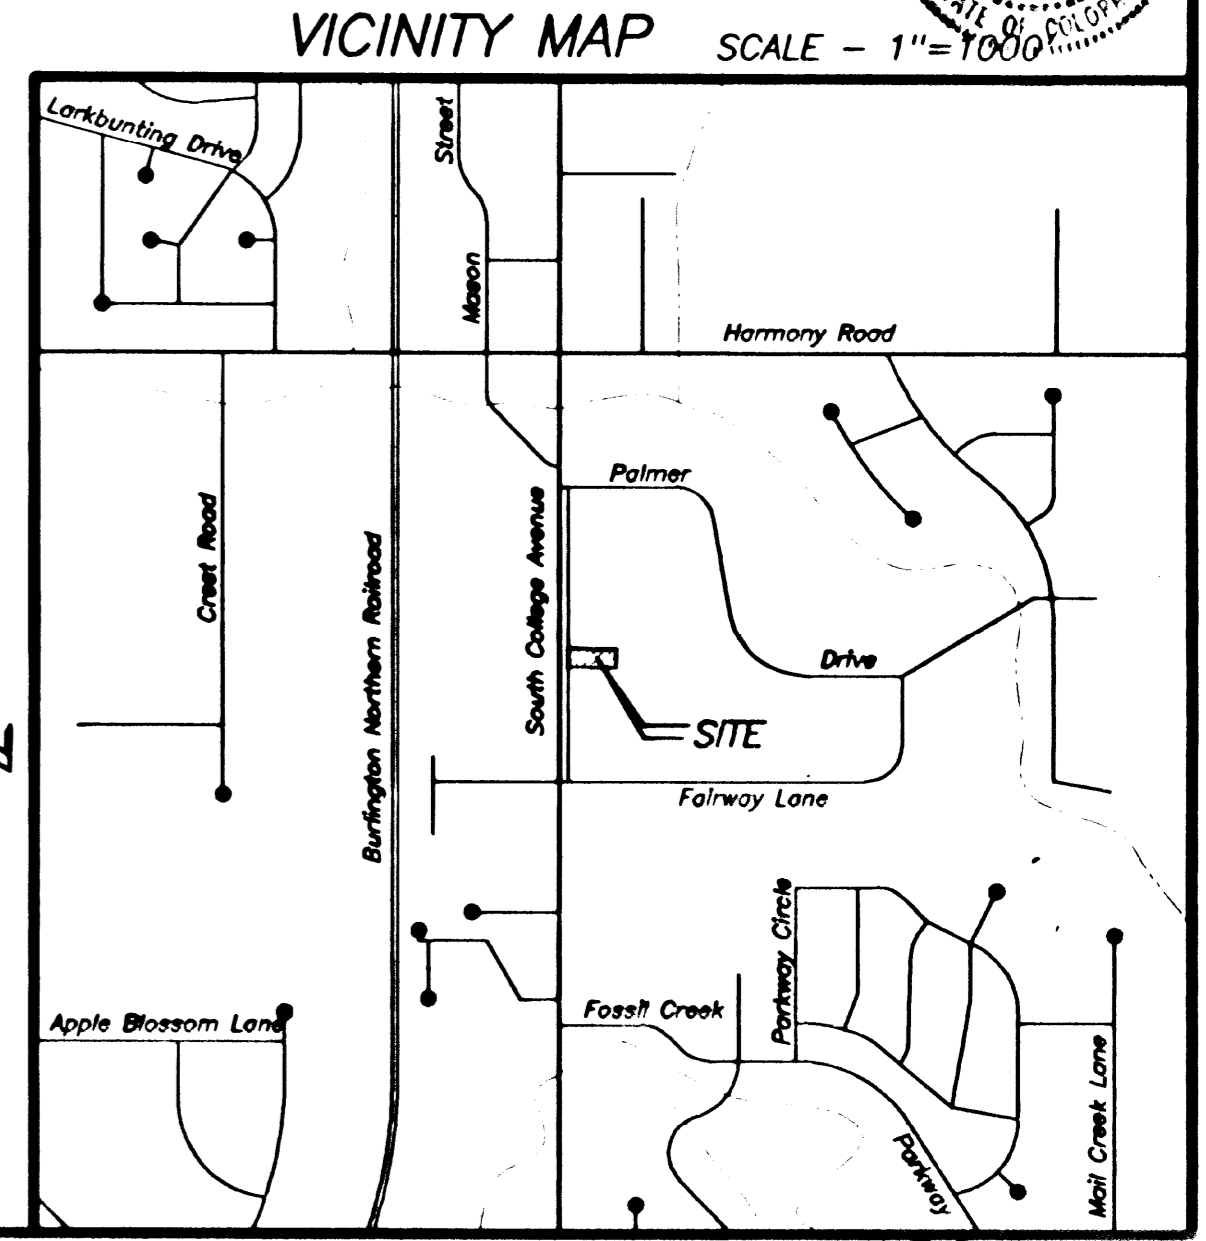 VICINITY MAP
SCALE - 1"=1000'
Larkbunting Drive
Street
Mason
Harmony Road
Palmer
Crest Road
Burlington Northern Railroad
South College Avenue
Drive
SITE
Fairway Lane
Parkway Circle
Apple Blossom Lane
Fossil Creek
Parkway
Mail Creek Lane